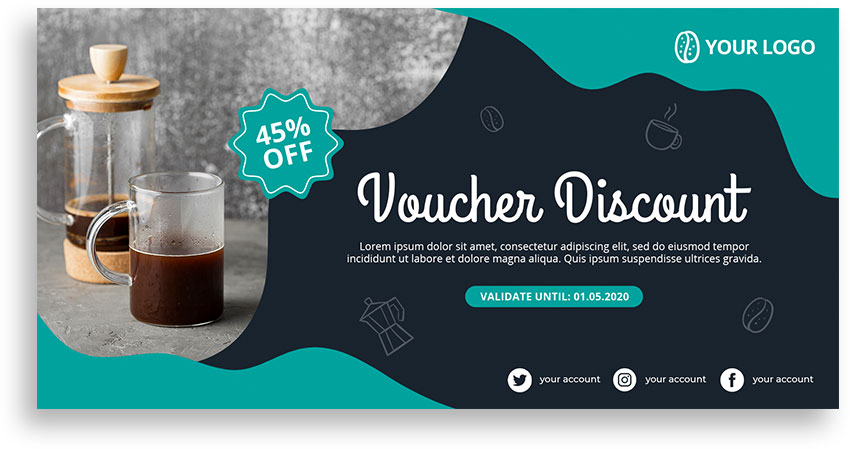 YOUR LOGO
45%
OFF
Voucher Discount
Lorem ipsum dolor sit amet, consectetur adipiscing elit, sed do eiusmod tempor
incididunt ut labore et dolore magna aliqua. Quis ipsum suspendisse ultrices gravida.
VALIDATE UNTIL: 01.05.2020
your account
your account
your account